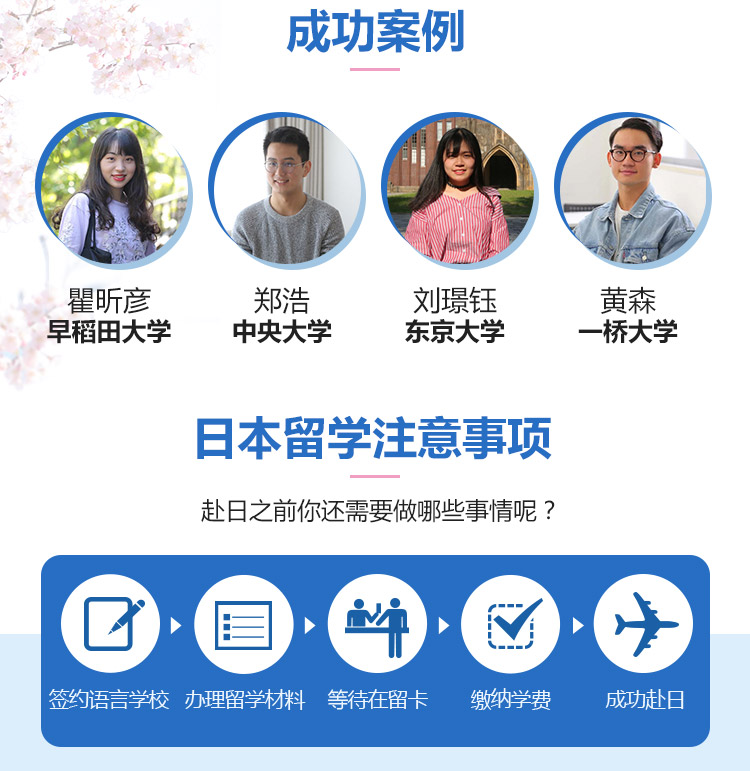 成功案例
瞿昕彦
早稻田大学
郑浩
中央大学
刘璟钰
东京大学
黄森
一桥大学
日本留学注意事项
赴日之前你还需要做哪些事情呢？
签约语言学校
办理留学材料
等待在留卡
缴纳学费
成功赴日